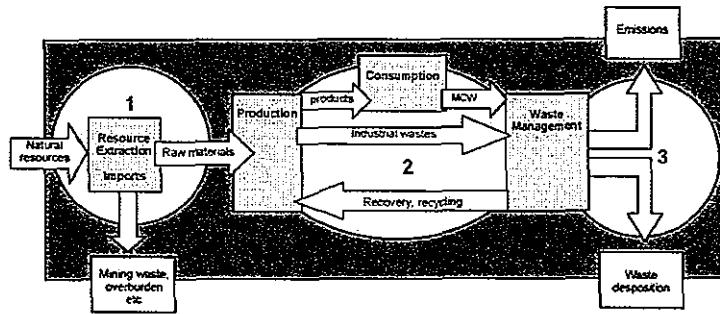 Emissions
Consumption
1
products
MCW
Production
Waste
Management
Natural
resources
Resource
Extraction
Imports
Raw materials
Industrial wastes
2
3
Recovery, recycling
Mining waste,
overburden
etc
Waste
desposition